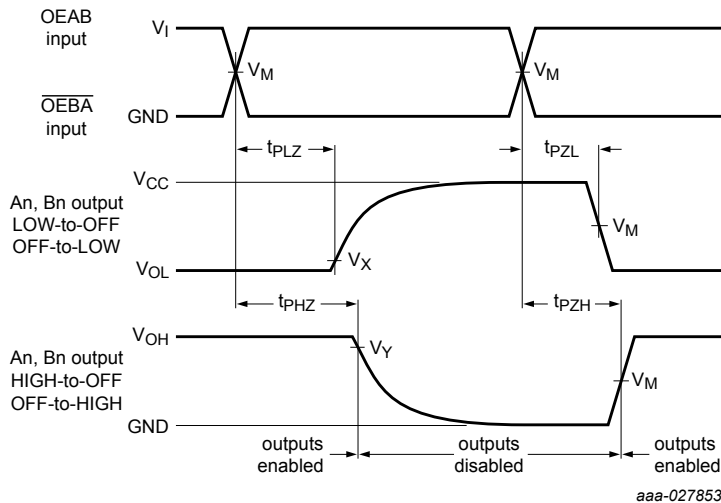 OEAB
input
V_I
V_M
V_M
OEBA
input
GND
t_PLZ
t_PZL
V_CC
An, Bn output
LOW-to-OFF
OFF-to-LOW
V_M
V_X
V_OL
t_PHZ
t_PZH
V_OH
V_Y
An, Bn output
HIGH-to-OFF
OFF-to-HIGH
V_M
GND
outputs
enabled
outputs
disabled
outputs
enabled
aaa-027853